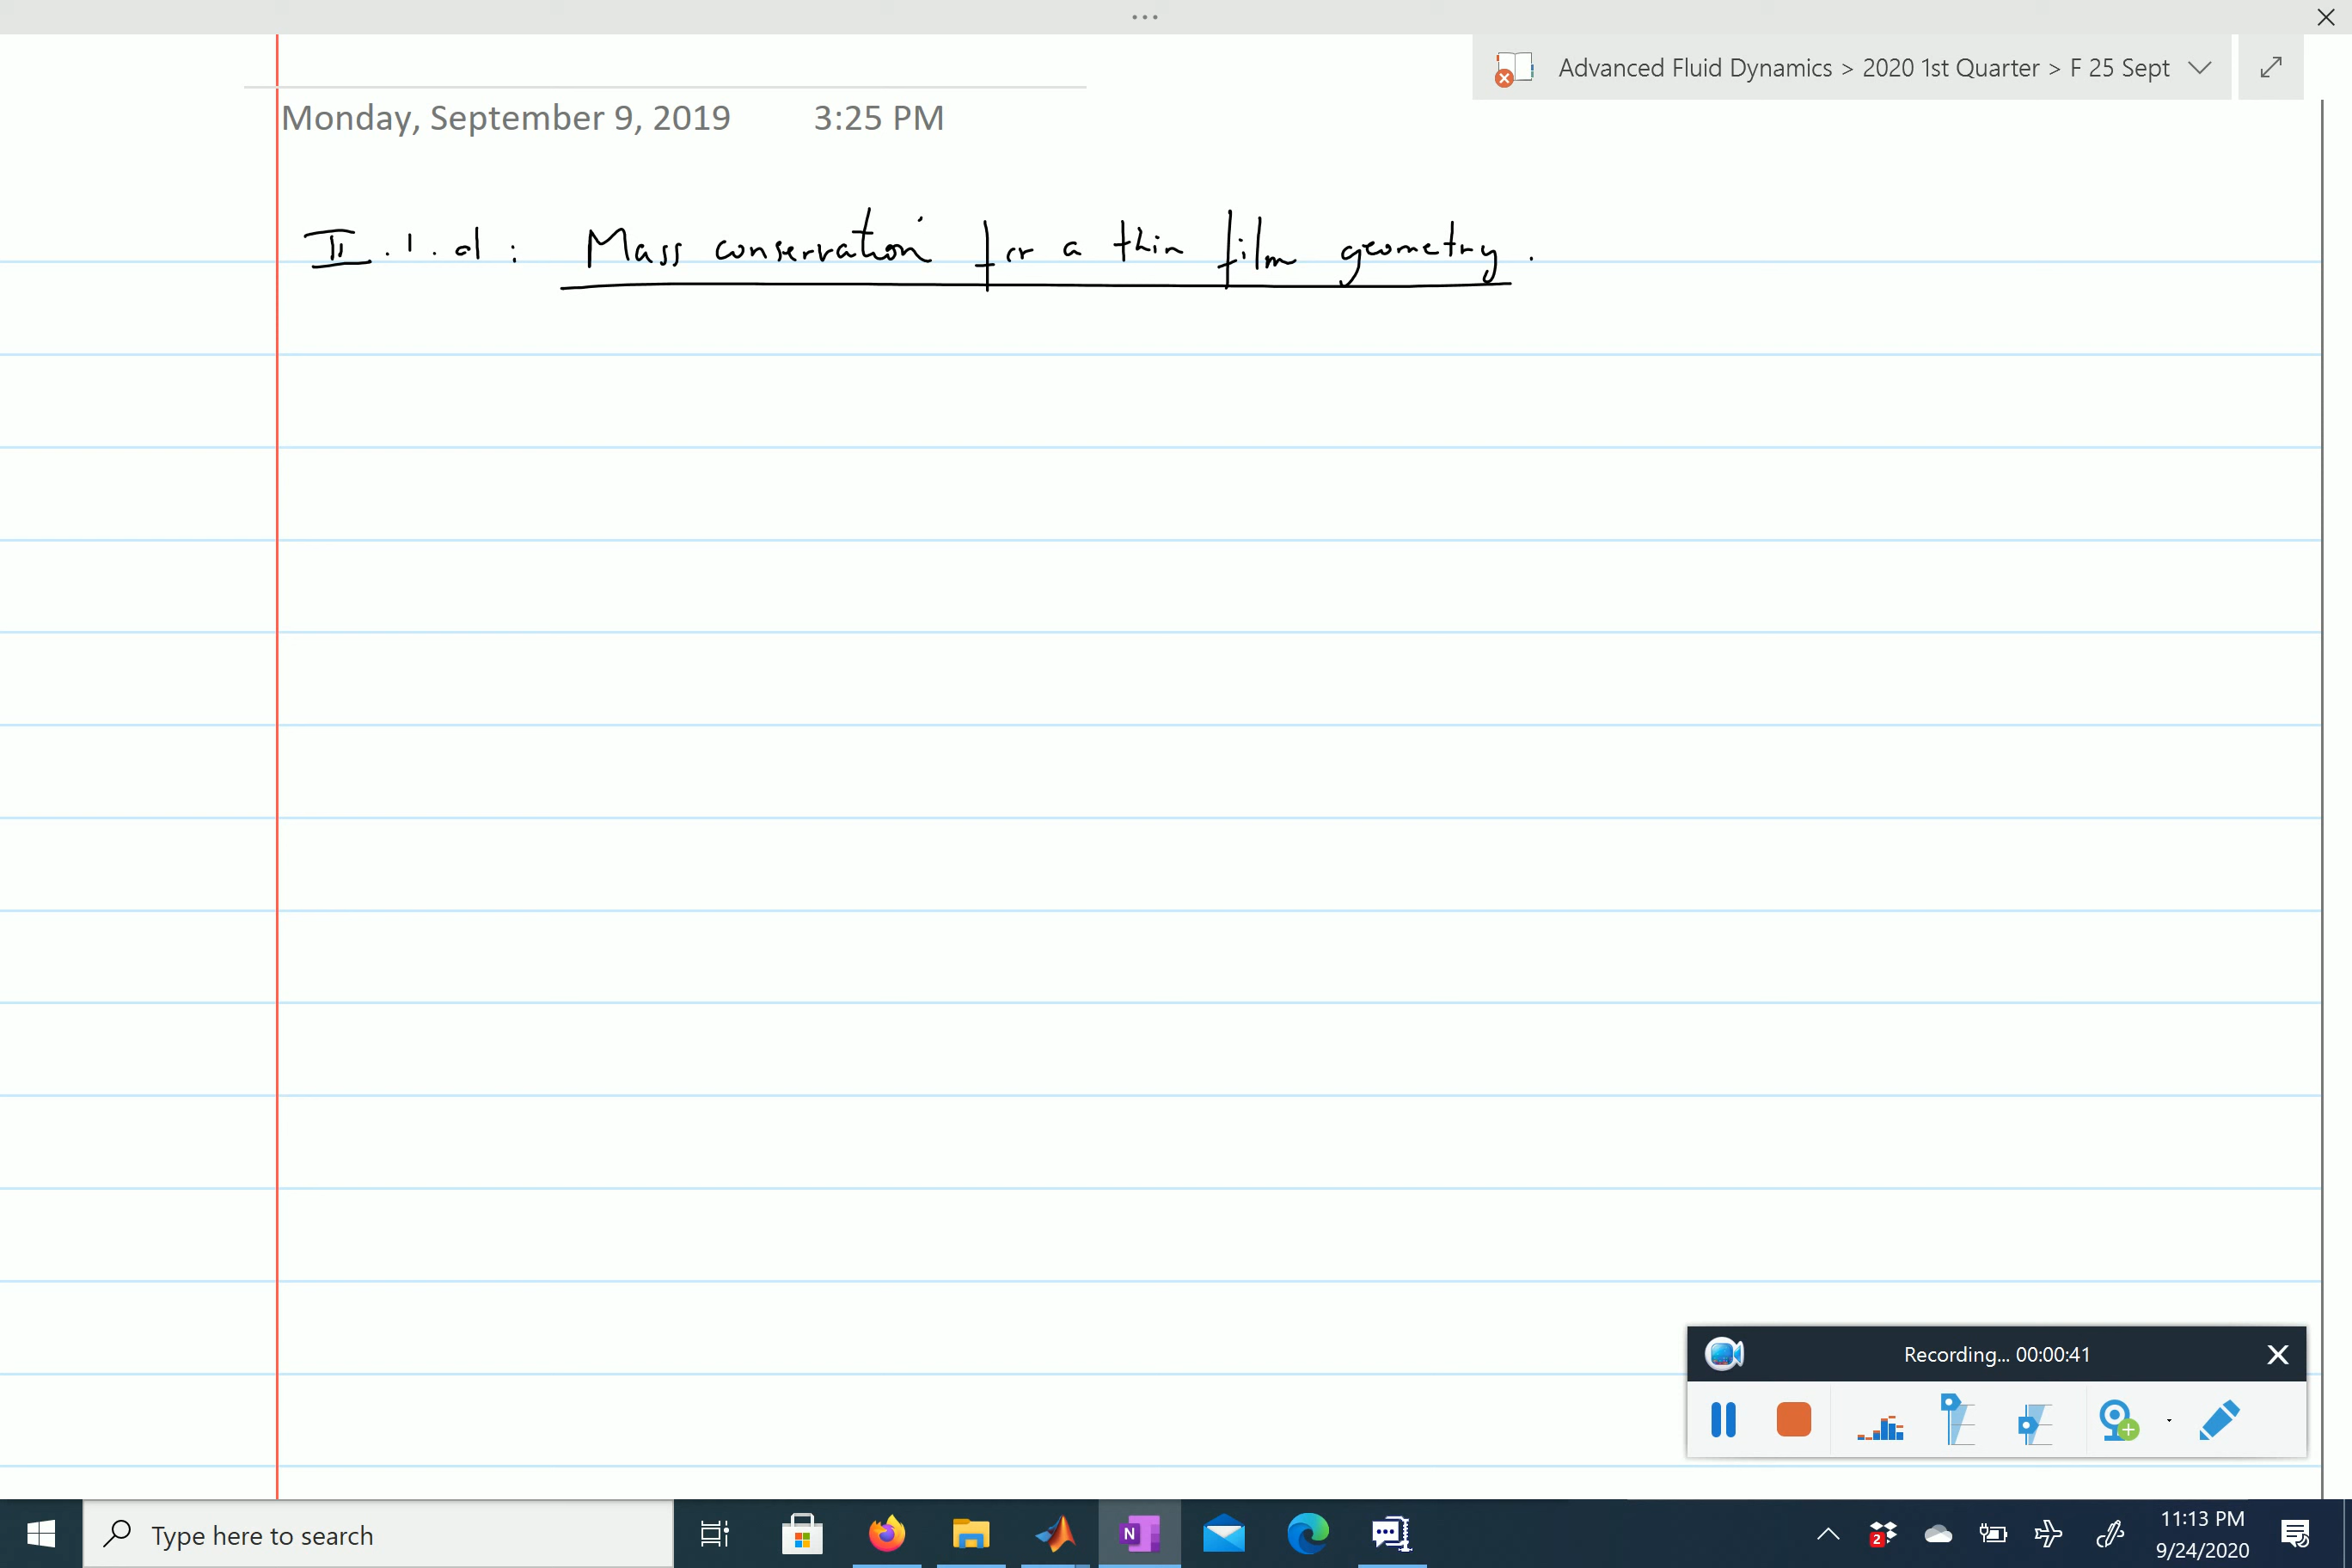 Advanced Fluid Dynamics > 2020 1st Quarter > F 25 Sept
Monday, September 9, 2019 3:25 PM
II.1.d: Mass conservation for a thin film geometry.
Recording... 00:00:41
Type here to search
N
2
11:13 PM
9/24/2020